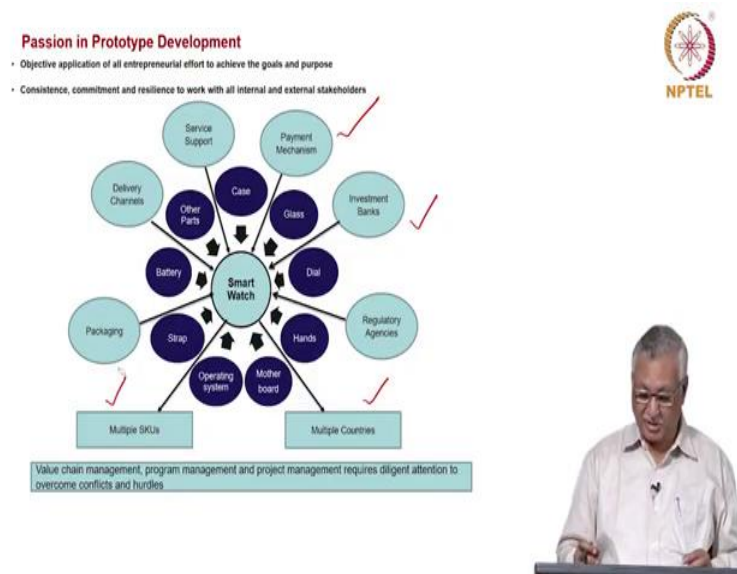 Passion in Prototype Development
• Objective application of all entrepreneurial effort to achieve the goals and purpose
• Consistence, commitment and resilience to work with all internal and external stakeholders
NPTEL
Service
Support
Payment
Mechanism
Delivery
Channels
Investment
Banks
Case
Other
Parts
Glass
Battery
Smart
Watch
Dial
Packaging
Strap
Hands
Regulatory
Agencies
Operating
system
Mother
board
Multiple SKUs
Multiple Countries
Value chain management, program management and project management requires diligent attention to
overcome conflicts and hurdles